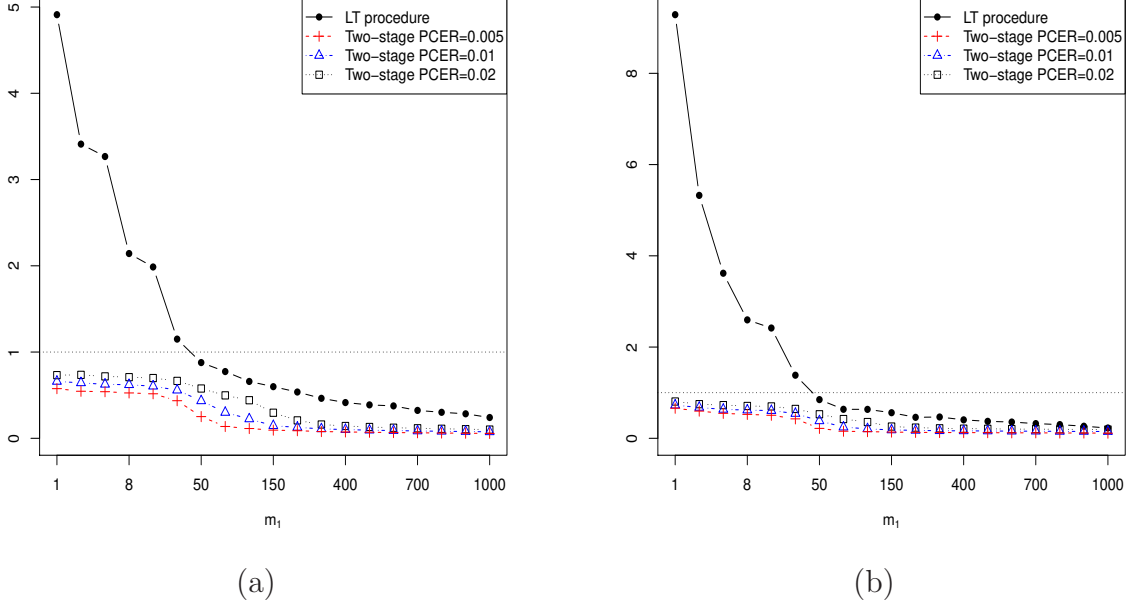 5
4
3
2
1
0
LT procedure
Two−stage PCER=0.005
Two−stage PCER=0.01
Two−stage PCER=0.02
1 8 50 150 400 700 1000
m₁
(a)
8
6
4
2
0
LT procedure
Two−stage PCER=0.005
Two−stage PCER=0.01
Two−stage PCER=0.02
1 8 50 150 400 700 1000
m₁
(b)